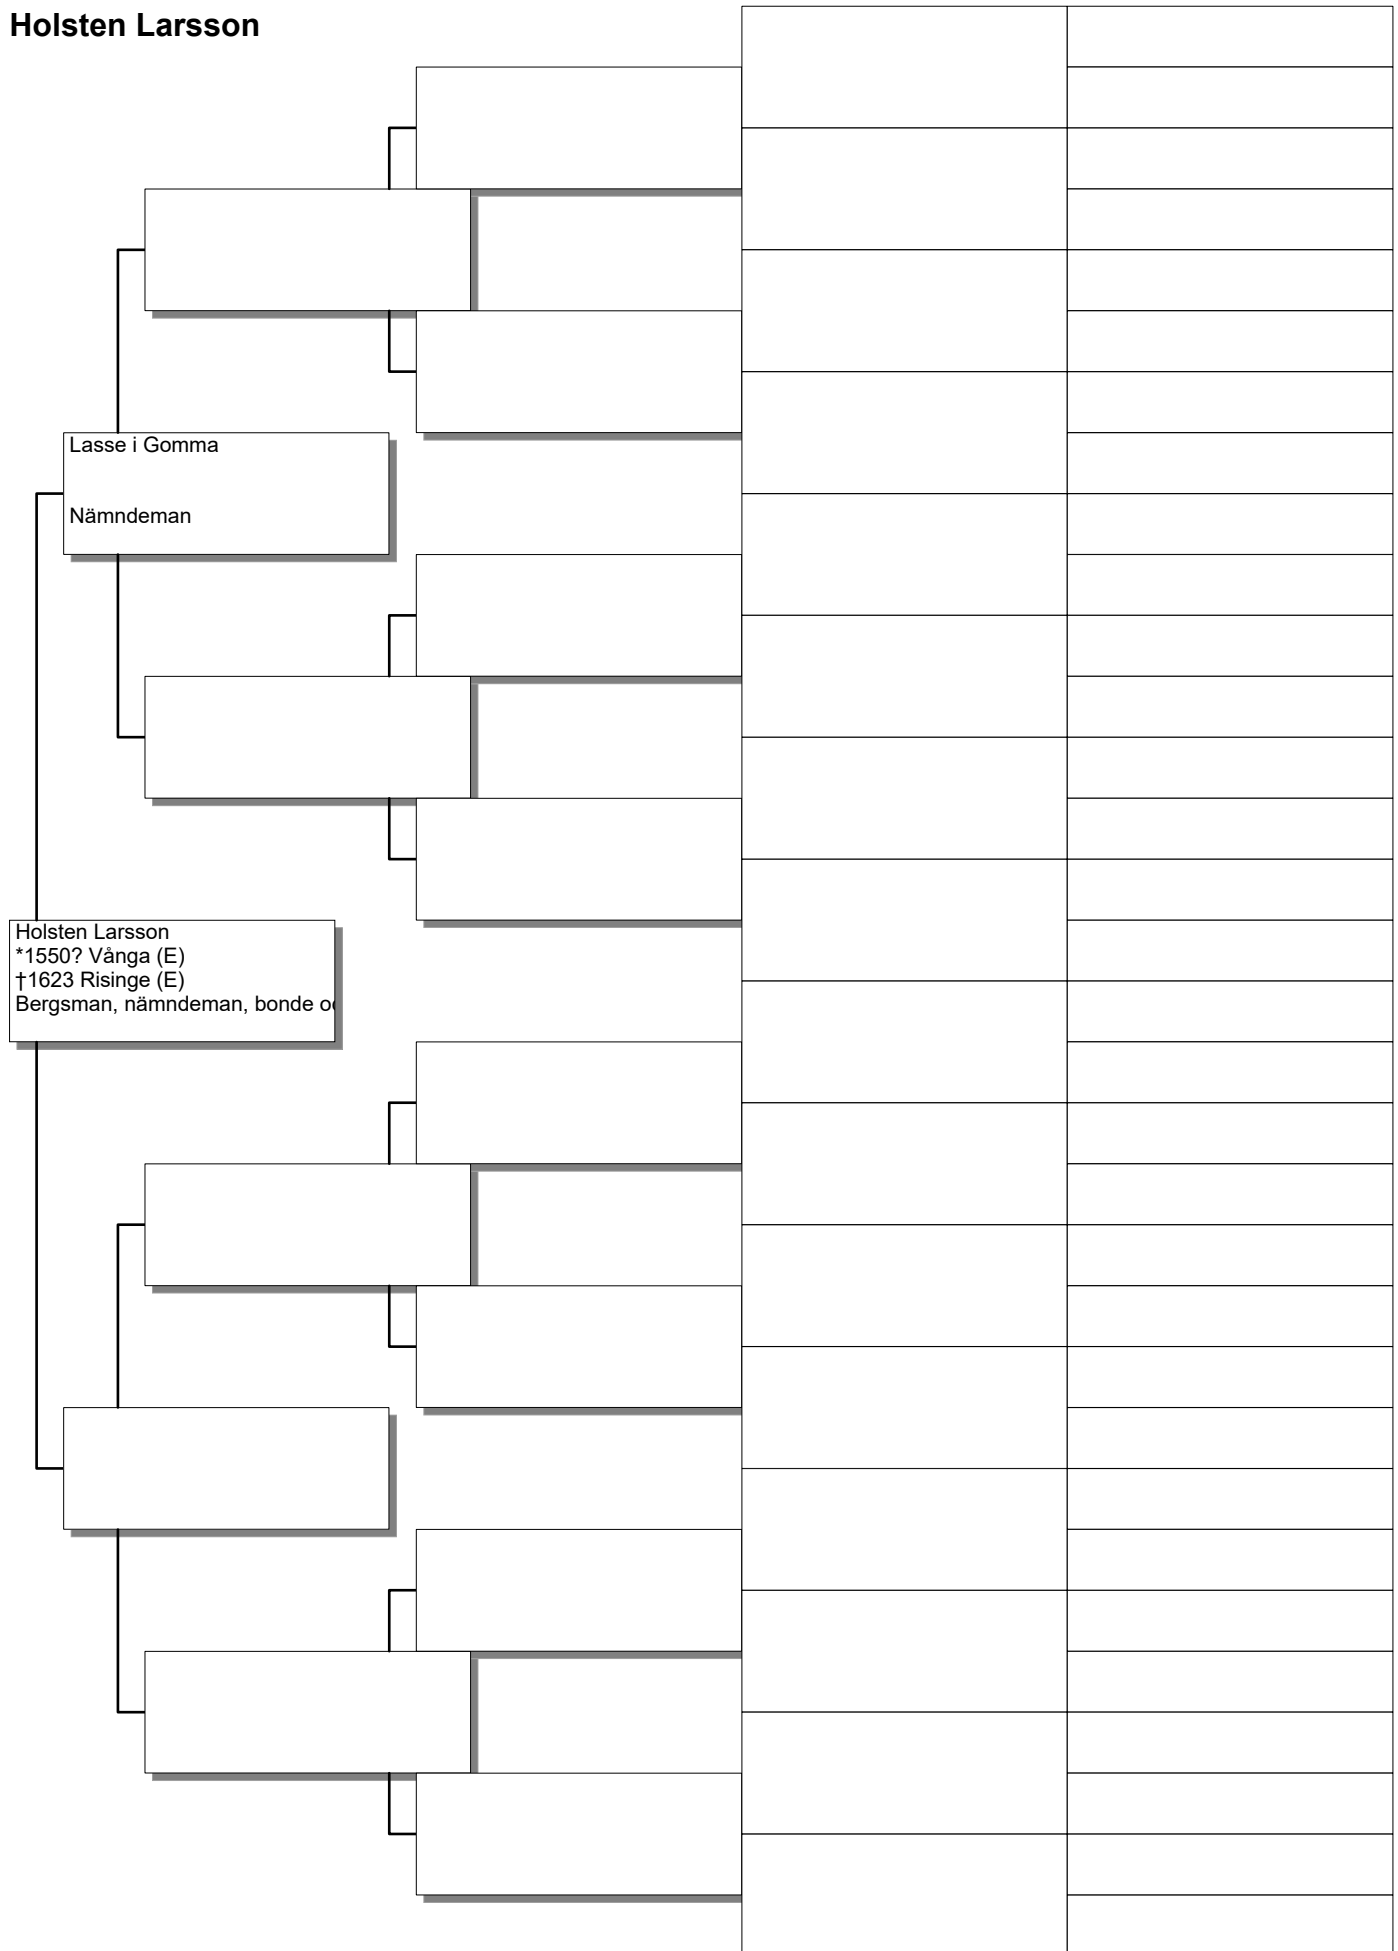 Holsten Larsson
Lasse i Gomma
Nämndeman
Holsten Larsson
*1550? Vånga (E)
†1623 Risinge (E)
Bergsman, nämndeman, bonde